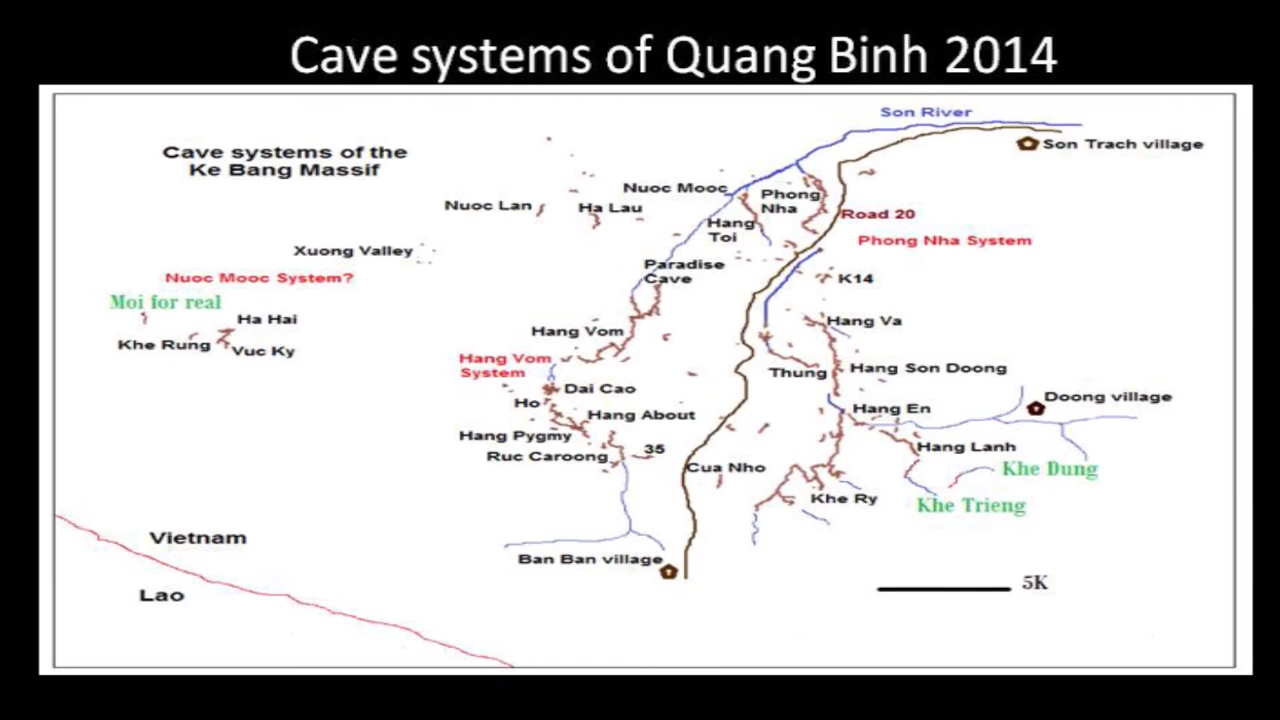 Cave systems of Quang Binh 2014
Son River
Son Trach village
Cave systems of the
Ke Bang Massif
Nuoc Mooc
Phong
Nha
Nuoc Lan
Ha Lau
Road 20
Hang
Toi
Phong Nha System
Xuong Valley
Paradise
Cave
Nuoc Mooc System?
K14
Moi for real
Ha Hai
Hang Va
Hang Vom
Khe Rung
Vuc Ky
Hang Vom
System
Thung
Hang Son Doong
Dai Cao
Doong village
Ho
Hang En
Hang About
Hang Pygmy
Hang Lanh
35
Ruc Caroong
Cua Nho
Khe Dung
Khe Ry
Khe Trieng
Vietnam
Ban Ban village
5K
Lao